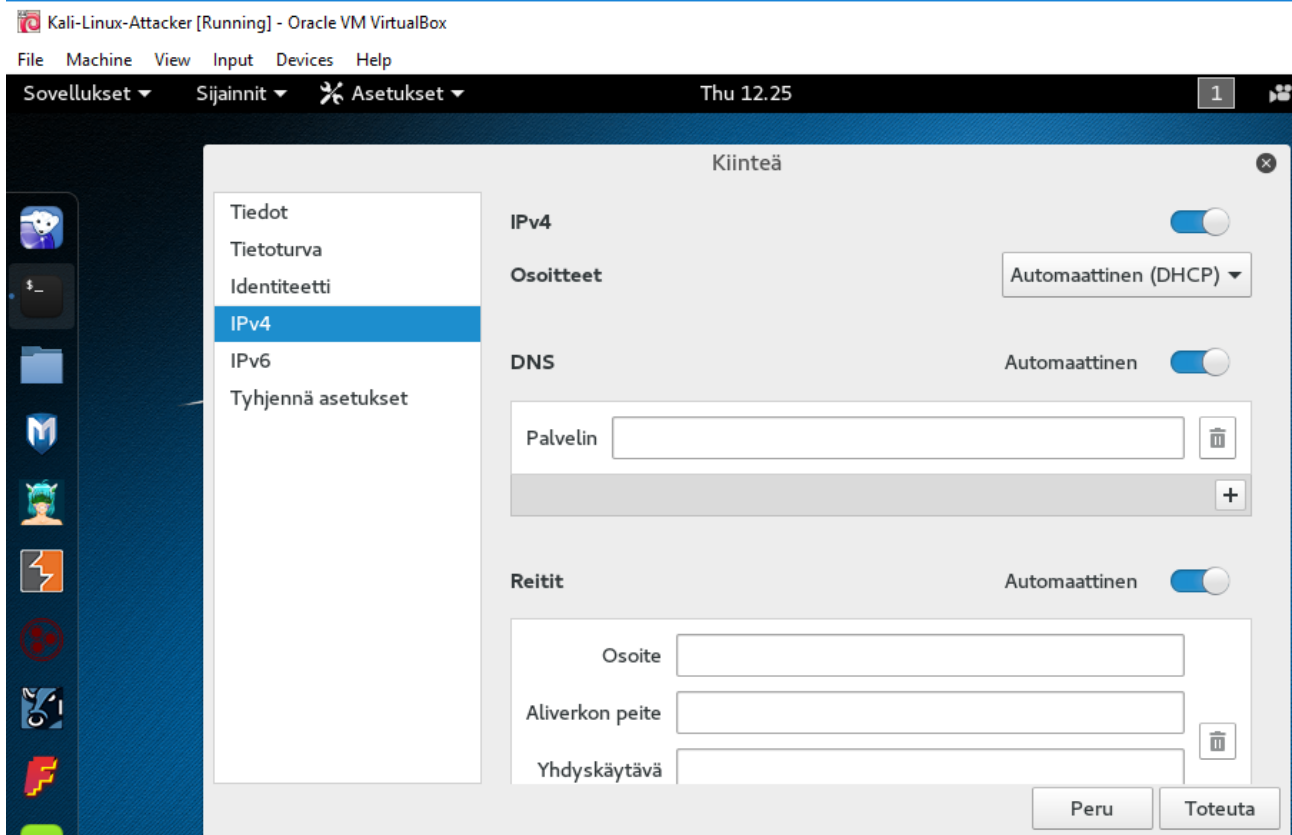 Kali-Linux-Attacker [Running] - Oracle VM VirtualBox
File Machine View Input Devices Help
Sovellukset Sijainnit Asetukset Thu 12.25 1
Kiinteä
Tiedot
Tietoturva
Identiteetti
IPv4
IPv6
Tyhjennä asetukset
IPv4
Osoitteet Automaattinen (DHCP)
DNS Automaattinen
Palvelin
+
Reitit Automaattinen
Osoite
Aliverkon peite
Yhdyskäytävä
Peru Toteuta
$_